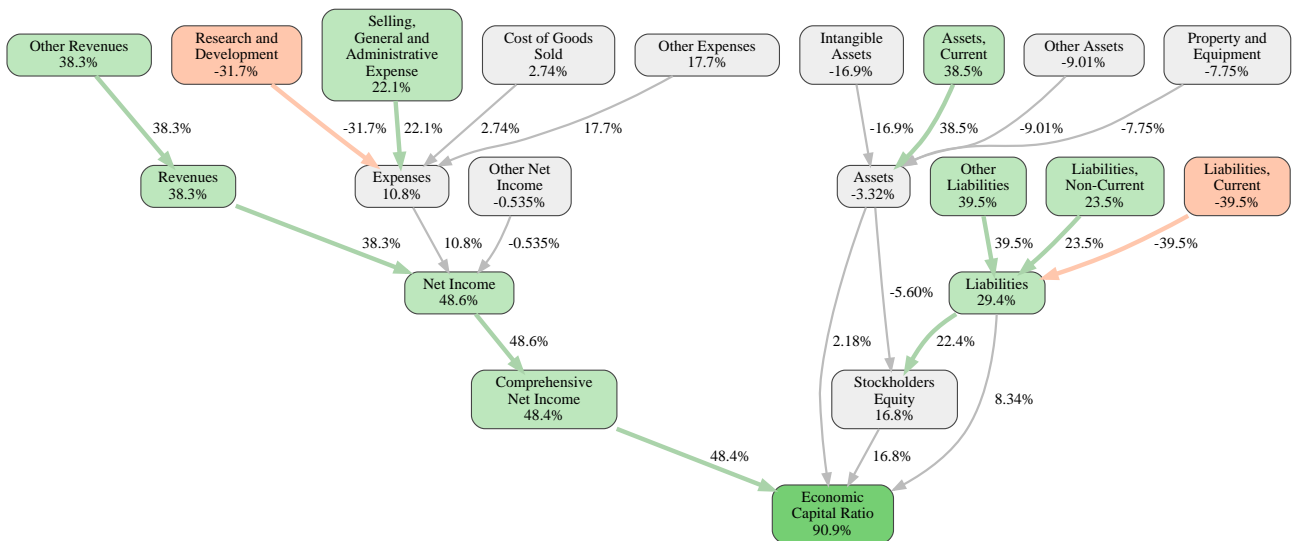 Other Revenues
38.3%
Research and
Development
-31.7%
Selling,
General and
Administrative
Expense
22.1%
Cost of Goods
Sold
2.74%
Other Expenses
17.7%
Intangible
Assets
-16.9%
Assets,
Current
38.5%
Other Assets
-9.01%
Property and
Equipment
-7.75%
38.3%
-31.7%
22.1%
2.74%
17.7%
-16.9%
38.5%
-9.01%
-7.75%
Revenues
38.3%
Expenses
10.8%
Other Net
Income
-0.535%
Assets
-3.32%
Other
Liabilities
39.5%
Liabilities,
Non-Current
23.5%
Liabilities,
Current
-39.5%
38.3%
10.8%
-0.535%
39.5%
23.5%
-39.5%
Net Income
48.6%
-5.60%
Liabilities
29.4%
48.6%
2.18%
22.4%
8.34%
Comprehensive
Net Income
48.4%
Stockholders
Equity
16.8%
48.4%
16.8%
Economic
Capital Ratio
90.9%